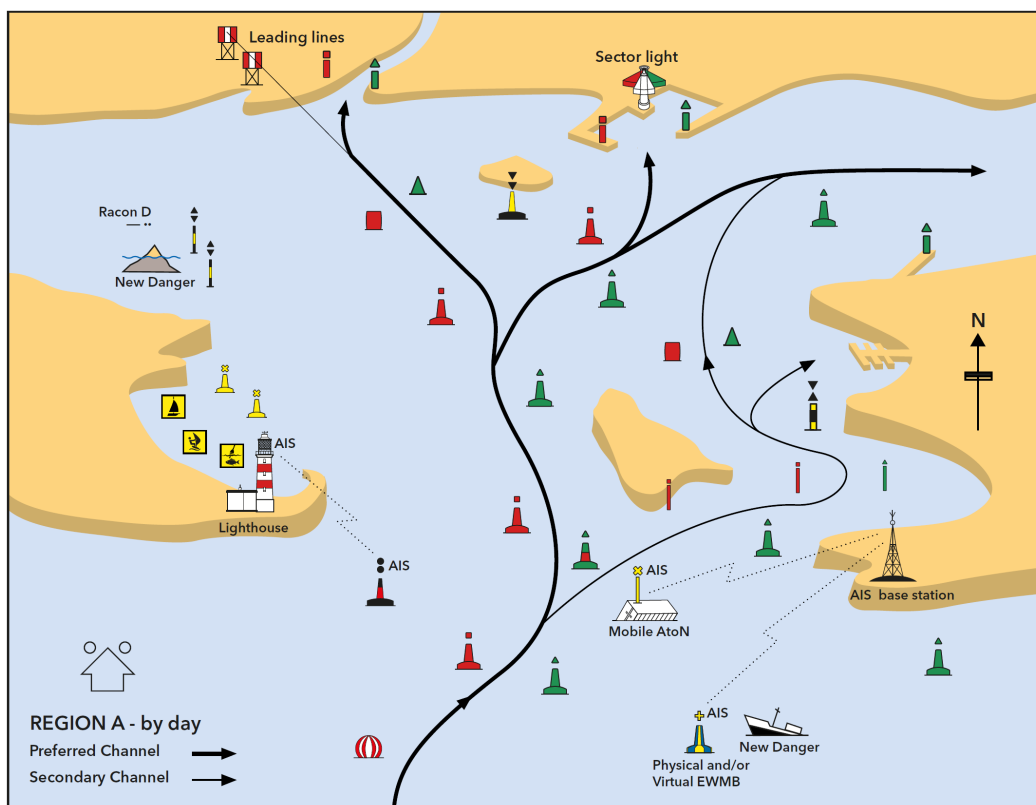 Leading lines
Sector light
Racon D
New Danger
N
AIS
Lighthouse
AIS
AIS
Mobile AtoN
AIS base station
AIS
New Danger
Physical and/or
Virtual EWMB
REGION A - by day
Preferred Channel
Secondary Channel